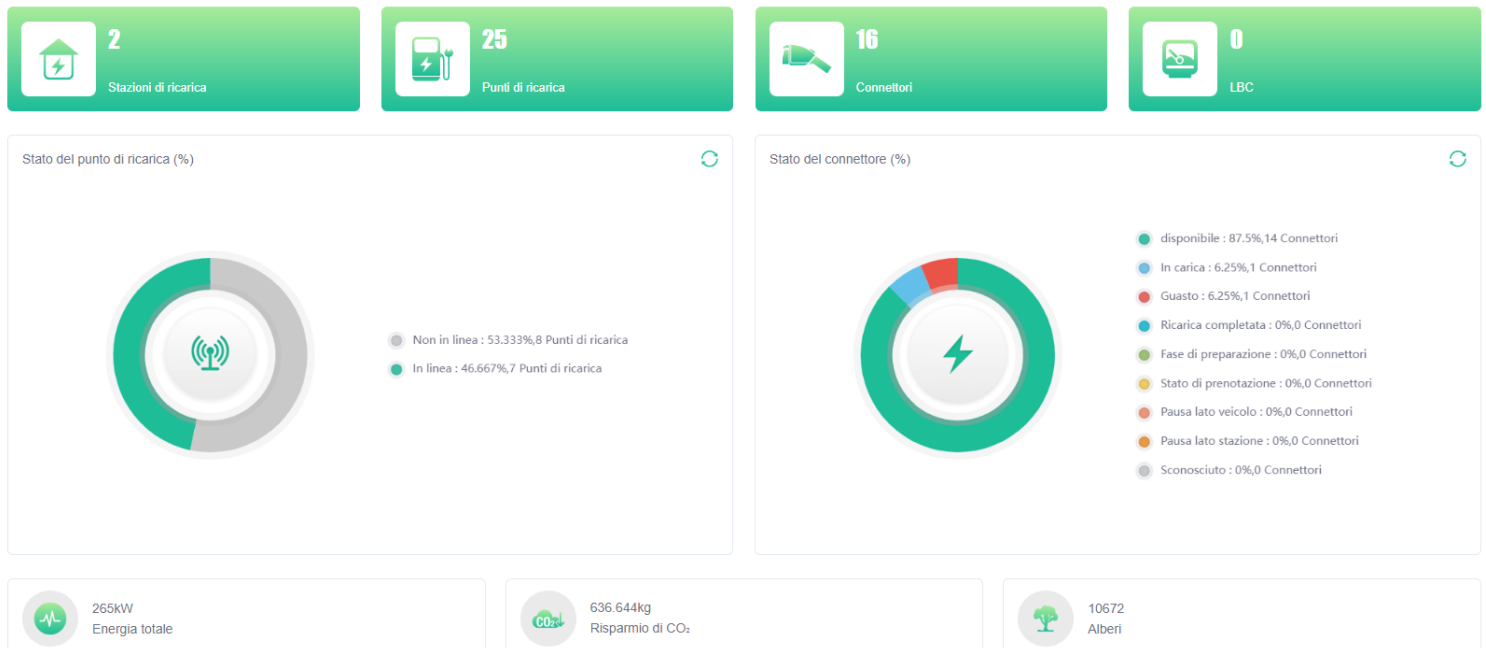 2
Stazioni di ricarica
25
Punti di ricarica
16
Connettori
0
LBC
Stato del punto di ricarica (%)
Non in linea : 53.333%,8 Punti di ricarica
In linea : 46.667%,7 Punti di ricarica
Stato del connettore (%)
disponibile : 87.5%,14 Connettori
In carica : 6.25%,1 Connettori
Guasto : 6.25%,1 Connettori
Ricarica completata : 0%,0 Connettori
Fase di preparazione : 0%,0 Connettori
Stato di prenotazione : 0%,0 Connettori
Pausa lato veicolo : 0%,0 Connettori
Pausa lato stazione : 0%,0 Connettori
Sconosciuto : 0%,0 Connettori
265kW
Energia totale
CO₂
636.644kg
Risparmio di CO₂
10672
Alberi